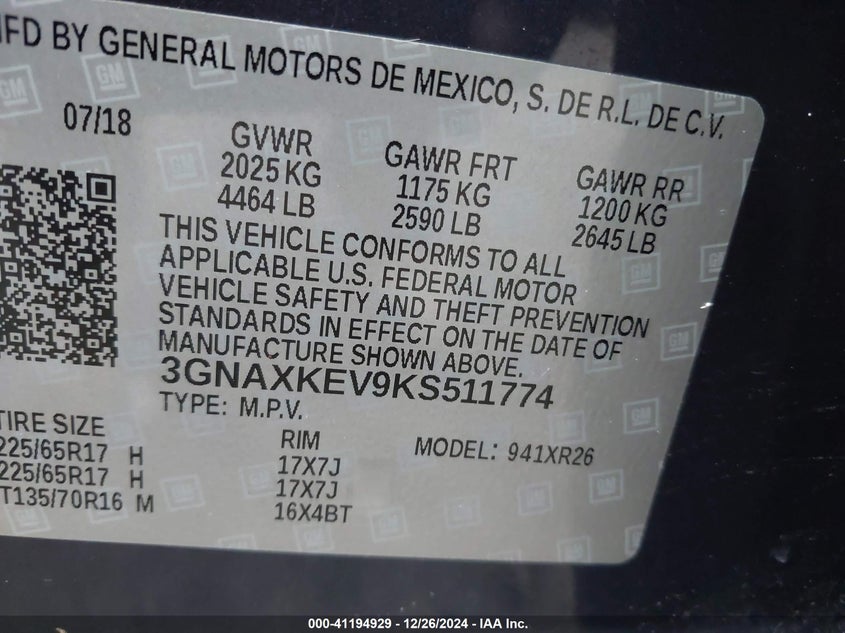 MFD BY GENERAL MOTORS DE MEXICO, S. DE R.L. DE C.V.
07/18
GVWR GAWR FRT GAWR RR
2025 KG 1175 KG 1200 KG
4464 LB 2590 LB 2645 LB
THIS VEHICLE CONFORMS TO ALL
APPLICABLE U.S. FEDERAL MOTOR
VEHICLE SAFETY AND THEFT PREVENTION
STANDARDS IN EFFECT ON THE DATE OF
MANUFACTURE SHOWN ABOVE.
3GNAXKEV9KS511774
TYPE: M.P.V.
TIRE SIZE RIM MODEL: 941XR26
225/65R17 H 17X7J
225/65R17 H 17X7J
T135/70R16 M 16X4BT
000-41194929 - 12/26/2024 - IAA Inc.